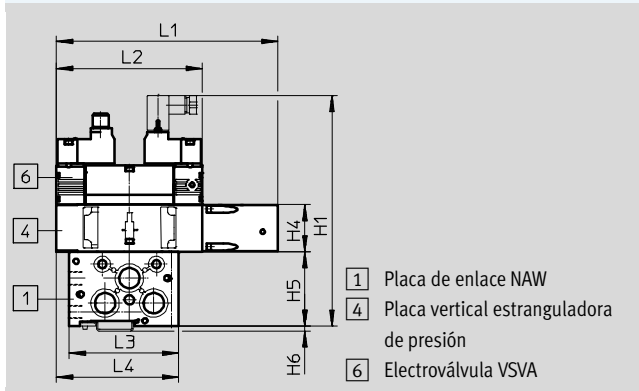 L1
L2
H1
6
4
H4
1
H5
L3
L4
H6
1 Placa de enlace NAW
4 Placa vertical estranguladora
de presión
6 Electroválvula VSVA